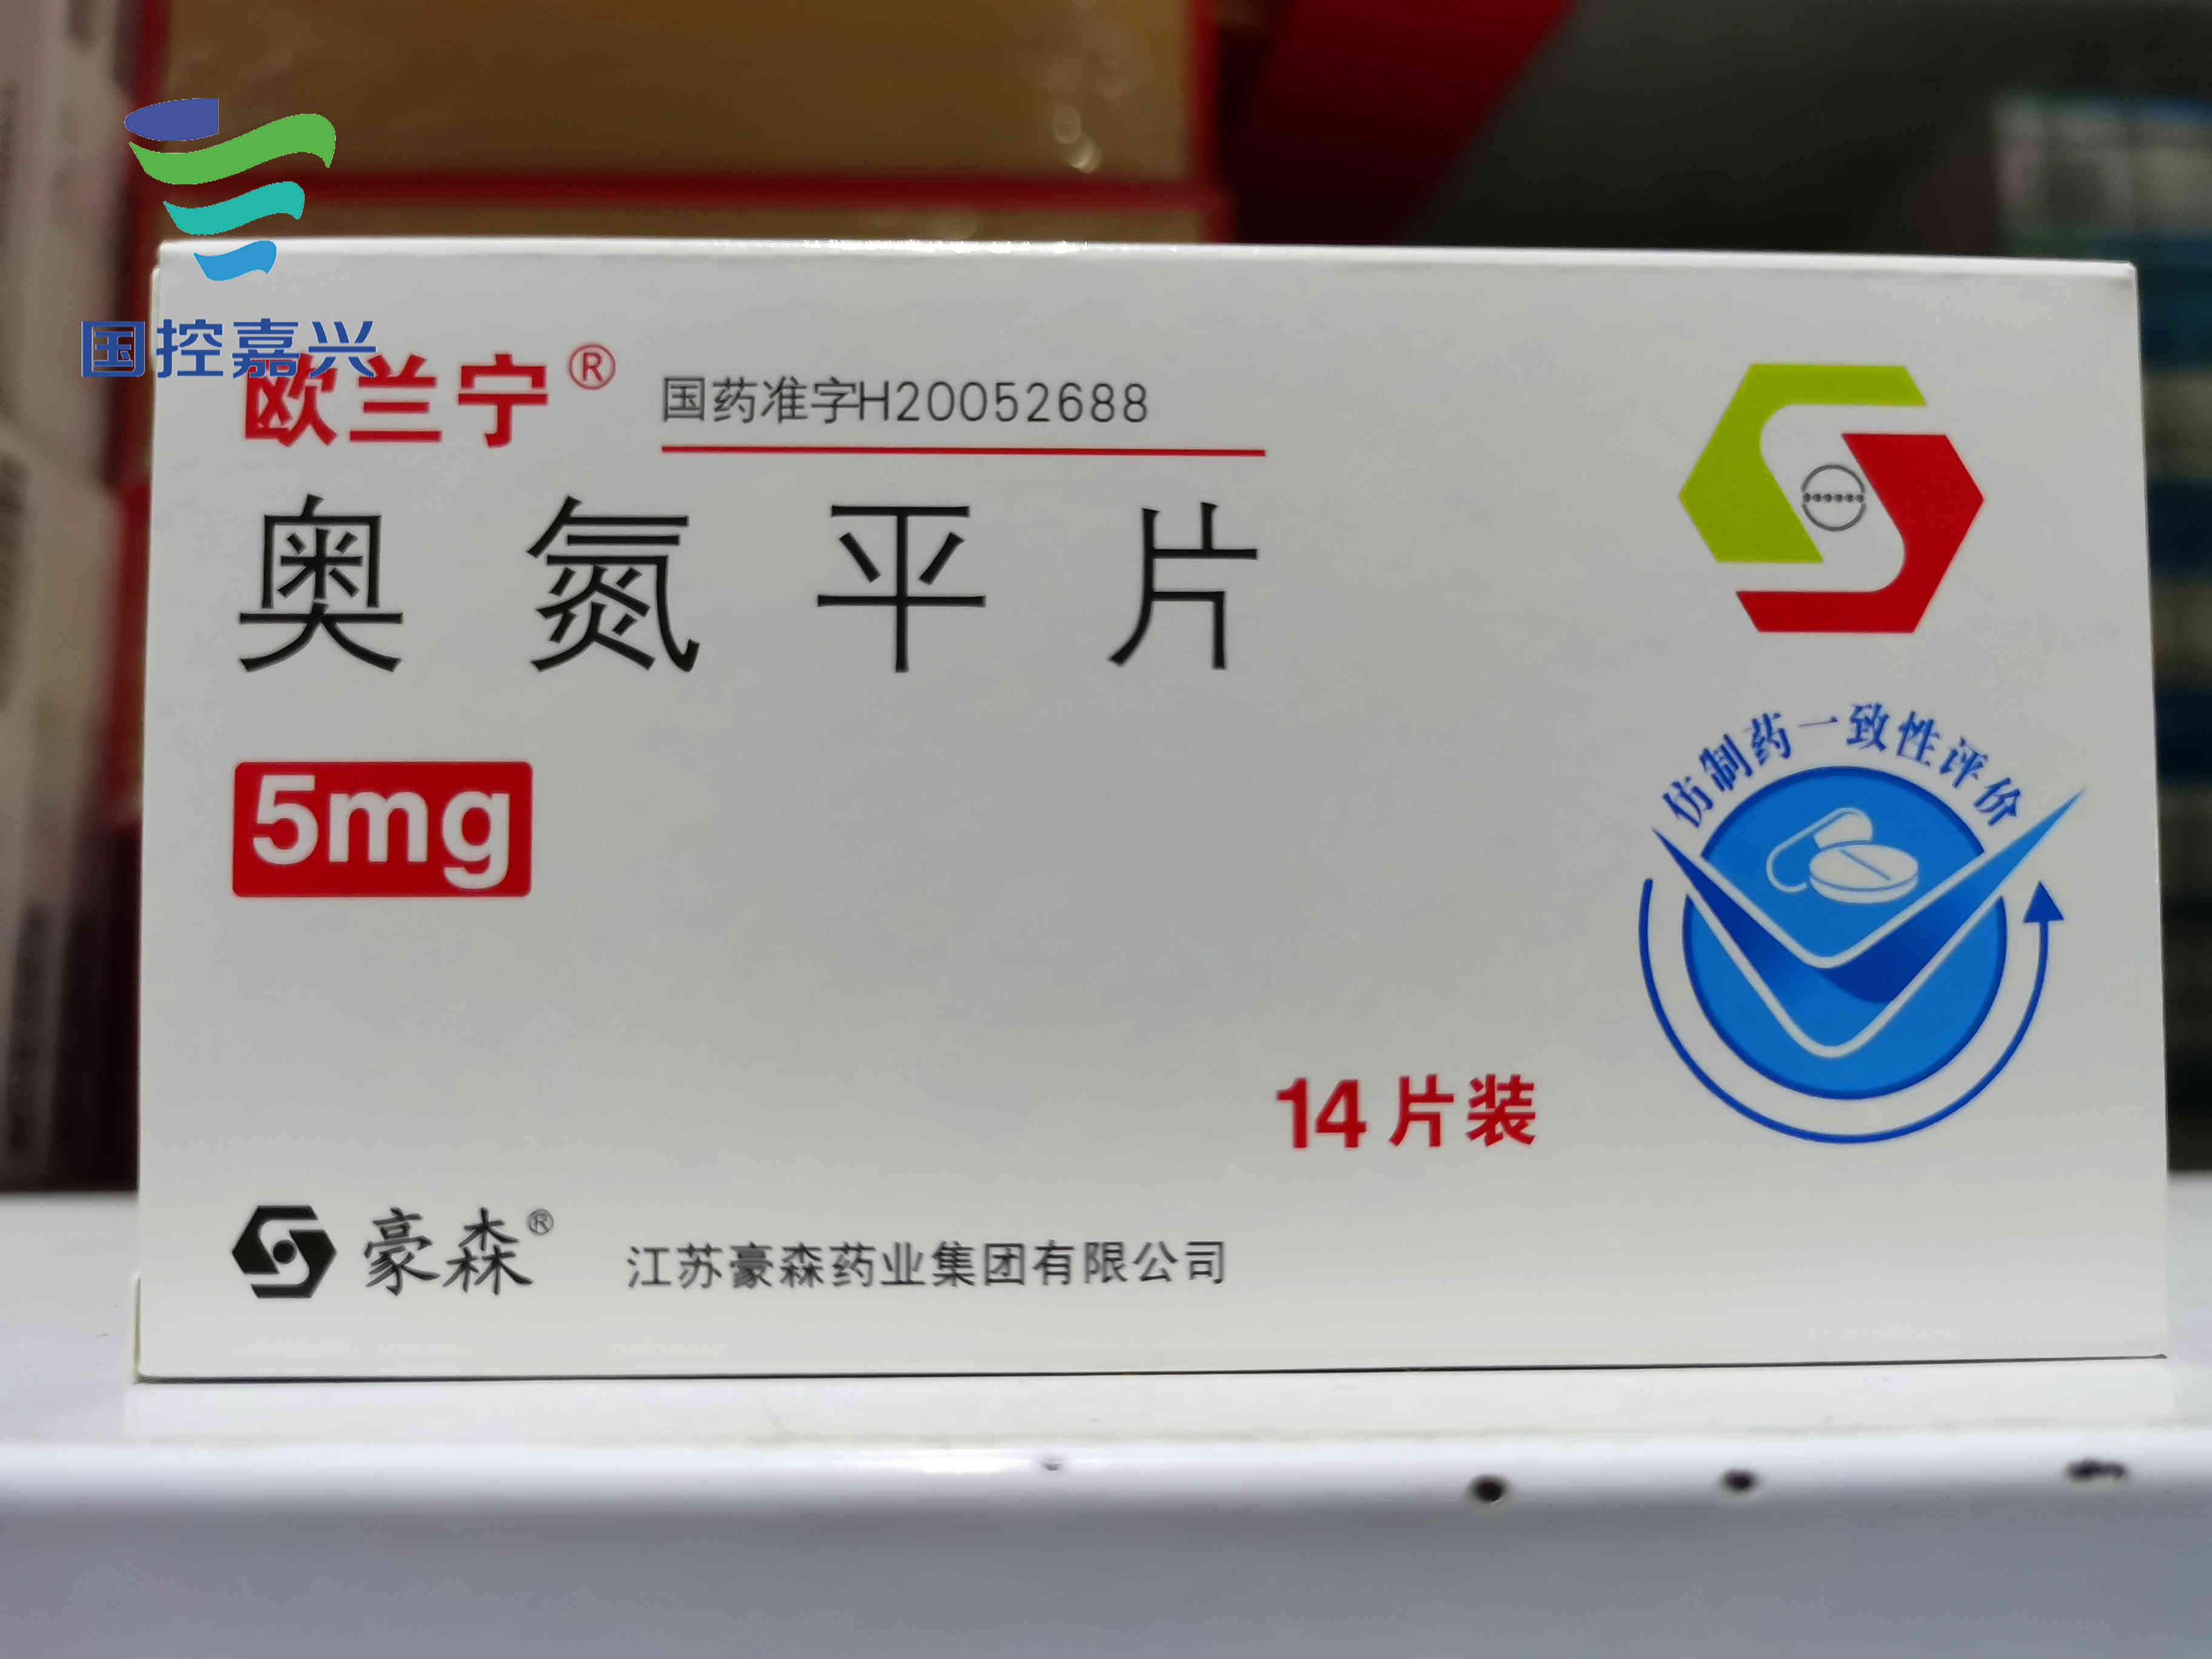 国控嘉兴
欧兰宁® 国药准字H20052688
奥氮平片
5mg
仿制药一致性评价
14片装
豪森® 江苏豪森药业集团有限公司